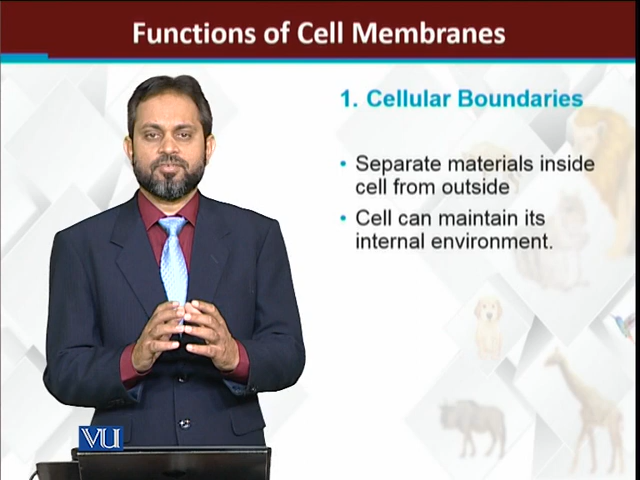 Functions of Cell Membranes
1. Cellular Boundaries
• Separate materials inside
cell from outside
• Cell can maintain its
internal environment.
VU